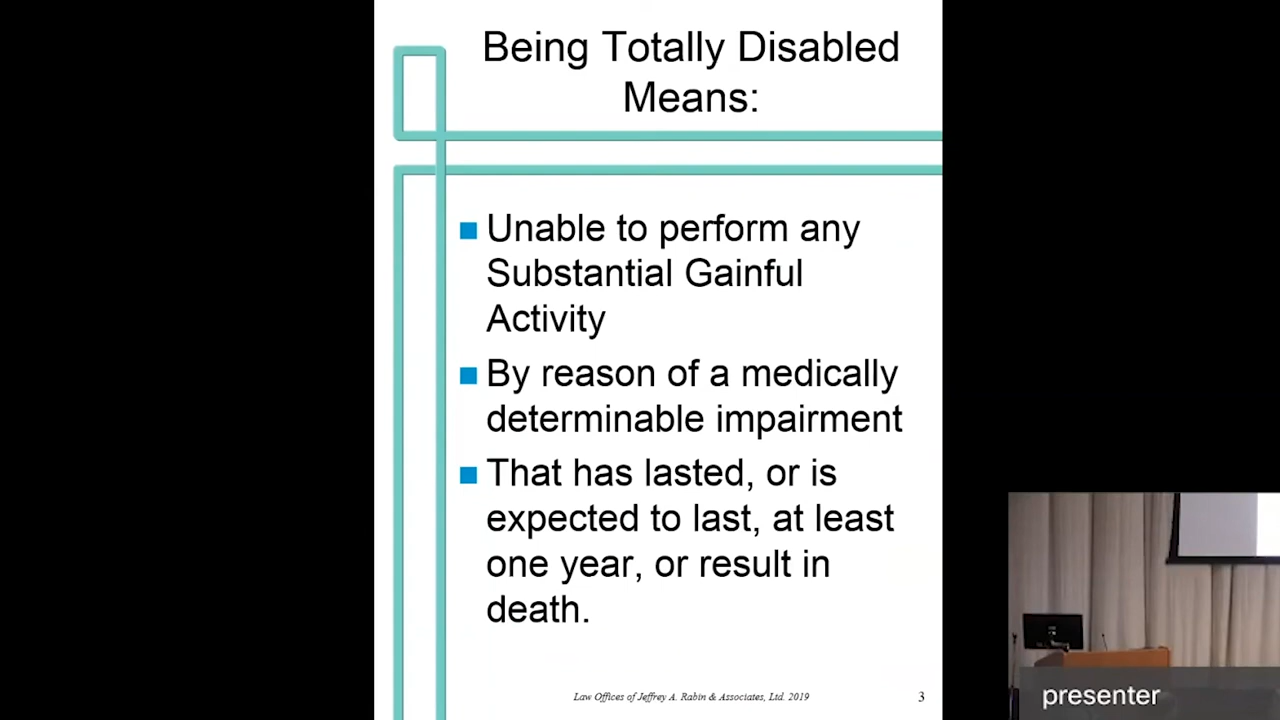 Being Totally Disabled
Means:
Unable to perform any
Substantial Gainful
Activity
By reason of a medically
determinable impairment
That has lasted, or is
expected to last, at least
one year, or result in
death.
Law Offices of Jeffrey A. Rabin & Associates, Ltd. 2019
3
presenter